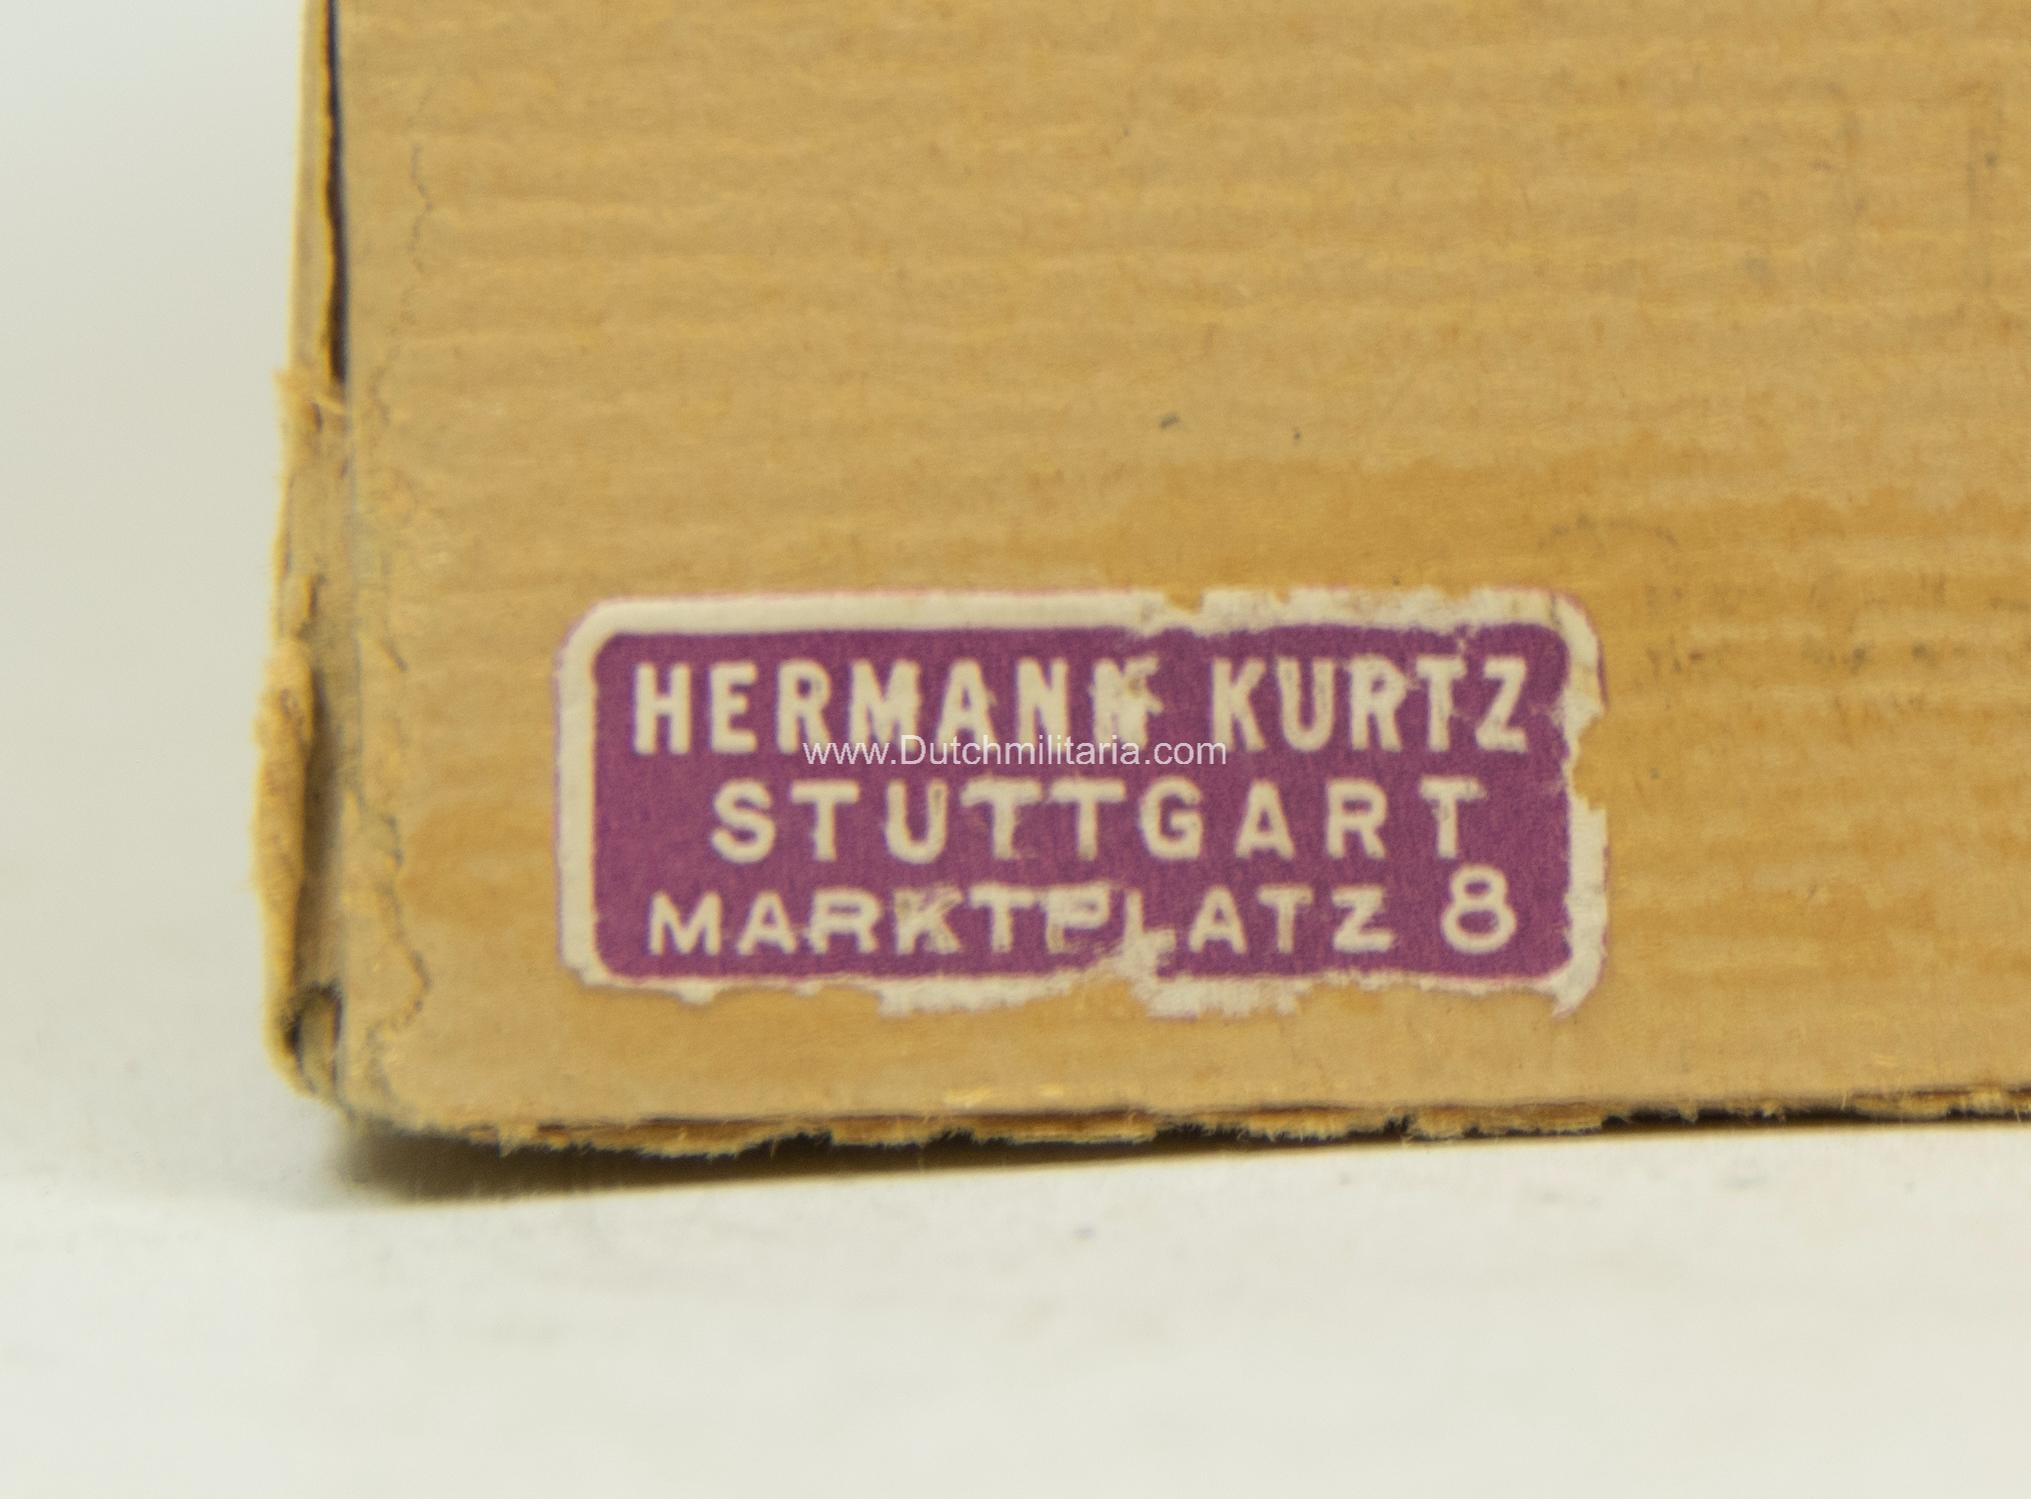 HERMANN KURTZ
www.Dutchmilitaria.com
STUTTGART
MARKTPLATZ 8